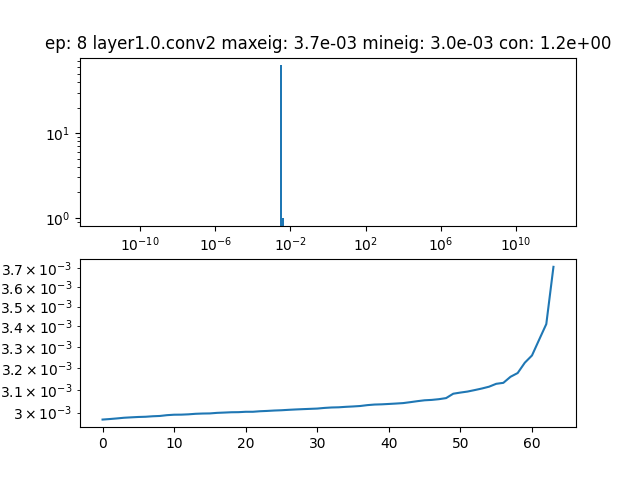 ep: 8 layer1.0.conv2 maxeig: 3.7e-03 mineig: 3.0e-03 con: 1.2e+00
10¹
10⁰
10⁻¹⁰ 10⁻⁶ 10⁻² 10² 10⁶ 10¹⁰
3.7 × 10⁻³
3.6 × 10⁻³
3.5 × 10⁻³
3.4 × 10⁻³
3.3 × 10⁻³
3.2 × 10⁻³
3.1 × 10⁻³
3 × 10⁻³
0 10 20 30 40 50 60